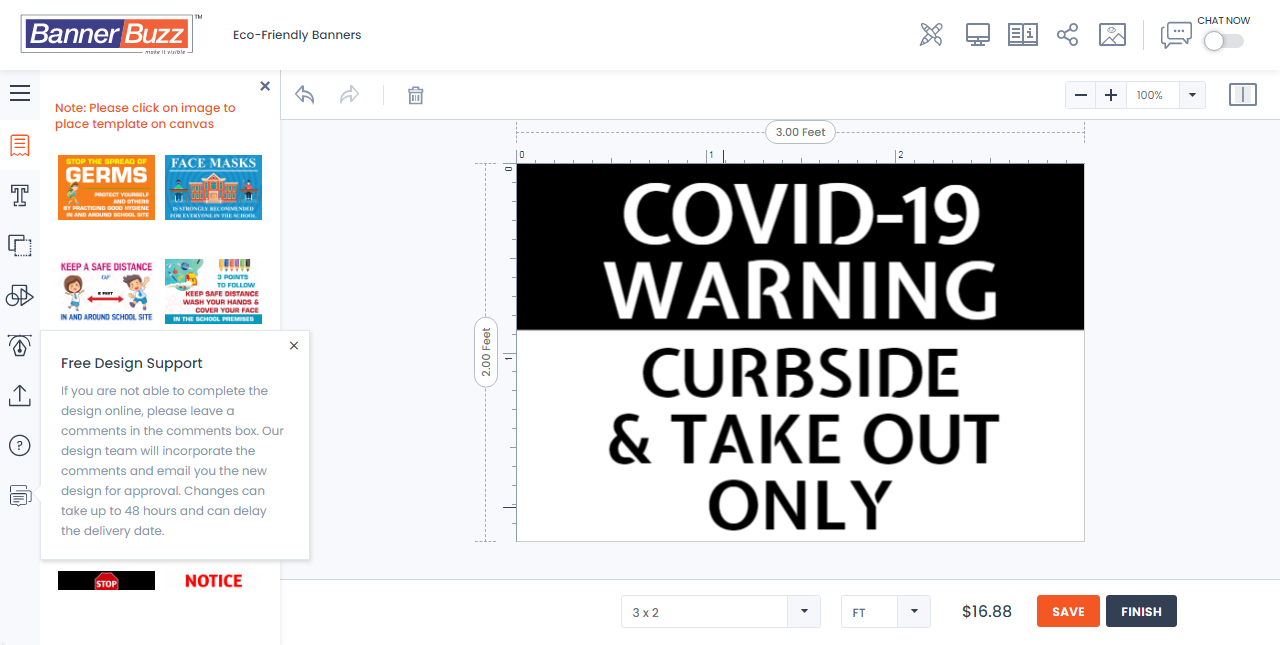 BannerBuzz™
make it visible
Eco-Friendly Banners
CHAT NOW
Note: Please click on image to
place template on canvas
100%
3.00 Feet
0 1 2
0
1
2.00 Feet
STOP THE SPREAD OF
GERMS
PROTECT YOURSELF
AND OTHERS
BY PRACTICING GOOD HYGIENE
IN AND AROUND SCHOOL SITE
FACE MASKS
IS STRONGLY RECOMMENDED
FOR EVERYONE IN THE SCHOOL
KEEP A SAFE DISTANCE
6 FEET
IN AND AROUND SCHOOL SITE
3 POINTS
TO FOLLOW
KEEP SAFE DISTANCE
WASH YOUR HANDS &
COVER YOUR FACE
IN THE SCHOOL PREMISES
Free Design Support
If you are not able to complete the
design online, please leave a
comments in the comments box. Our
design team will incorporate the
comments and email you the new
design for approval. Changes can
take up to 48 hours and can delay
the delivery date.
STOP
NOTICE
COVID-19
WARNING
CURBSIDE
& TAKE OUT
ONLY
3 x 2
FT
$16.88
SAVE
FINISH